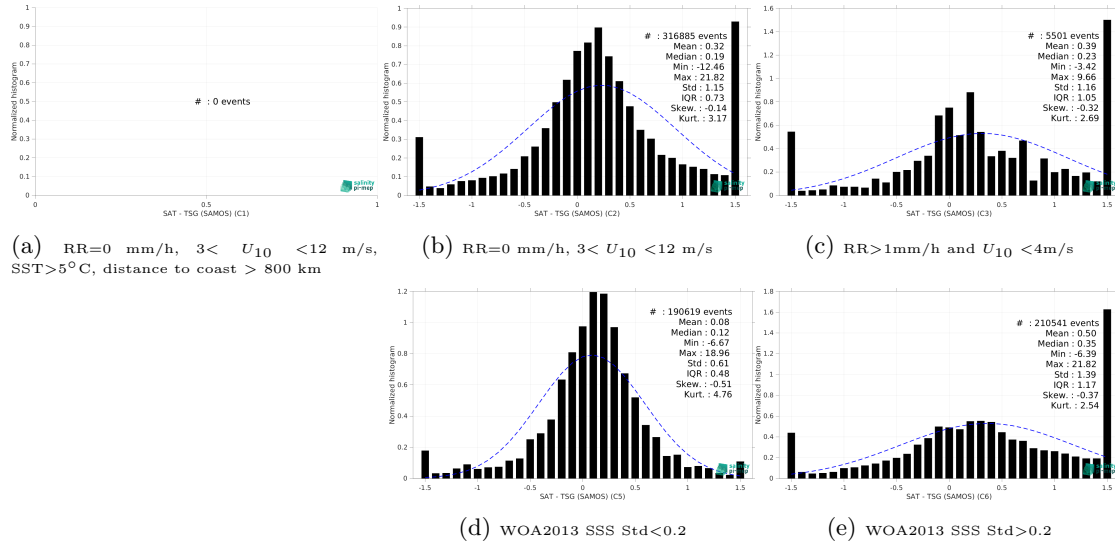 1
0.9
0.8
0.7
0.6
0.5
0.4
0.3
0.2
0.1
0
Normalized histogram
# : 0 events
salinity
pi-mep
0
0.5
1
SAT - TSG (SAMOS) (C1)
(a) RR=0 mm/h, 3< U10 <12 m/s,
SST>5°C, distance to coast > 800 km
1
0.9
0.8
0.7
0.6
0.5
0.4
0.3
0.2
0.1
0
Normalized histogram
# : 316885 events
Mean : 0.32
Median : 0.19
Min : -12.46
Max : 21.82
Std : 1.15
IQR : 0.73
Skew. : -0.14
Kurt. : 3.17
salinity
pi-mep
-1.5
-1
-0.5
0
0.5
1
1.5
SAT - TSG (SAMOS) (C2)
(b) RR=0 mm/h, 3< U10 <12 m/s
1.6
1.4
1.2
1
0.8
0.6
0.4
0.2
0
Normalized histogram
# : 5501 events
Mean : 0.39
Median : 0.23
Min : -3.42
Max : 9.66
Std : 1.16
IQR : 1.05
Skew. : -0.32
Kurt. : 2.69
salinity
pi-mep
-1.5
-1
-0.5
0
0.5
1
1.5
SAT - TSG (SAMOS) (C3)
(c) RR>1mm/h and U10 <4m/s
1.2
1
0.8
0.6
0.4
0.2
0
Normalized histogram
# : 190619 events
Mean : 0.08
Median : 0.12
Min : -6.67
Max : 18.96
Std : 0.61
IQR : 0.48
Skew. : -0.51
Kurt. : 4.76
salinity
pi-mep
-1.5
-1
-0.5
0
0.5
1
1.5
SAT - TSG (SAMOS) (C5)
(d) WOA2013 SSS Std<0.2
1.8
1.6
1.4
1.2
1
0.8
0.6
0.4
0.2
0
Normalized histogram
# : 210541 events
Mean : 0.50
Median : 0.35
Min : -6.39
Max : 21.82
Std : 1.39
IQR : 1.17
Skew. : -0.37
Kurt. : 2.54
salinity
pi-mep
-1.5
-1
-0.5
0
0.5
1
1.5
SAT - TSG (SAMOS) (C6)
(e) WOA2013 SSS Std>0.2